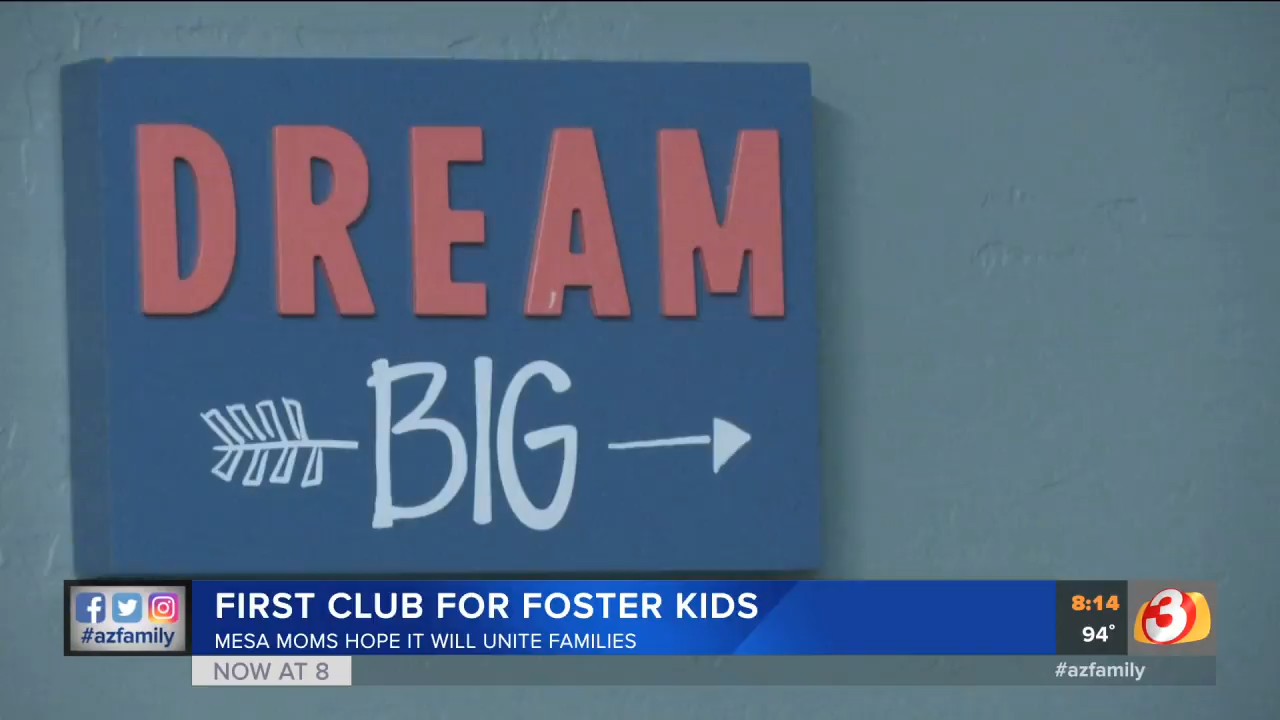 DREAM
BIG
#azfamily
FIRST CLUB FOR FOSTER KIDS
MESA MOMS HOPE IT WILL UNITE FAMILIES
8:14
94°
3
NOW AT 8
#azfamily